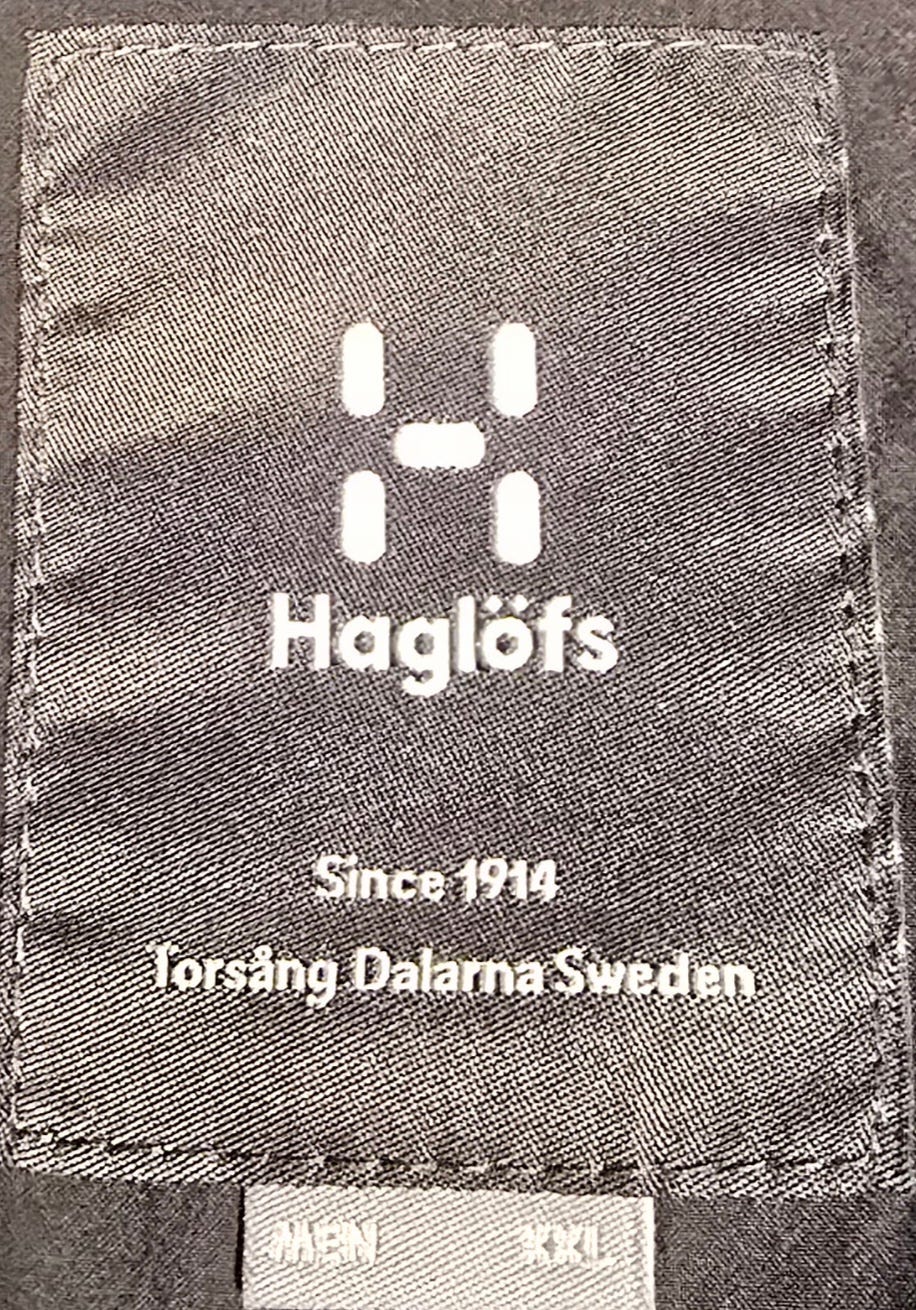 Haglöfs
Since 1914
Torsång Dalarna Sweden
MEN XXL